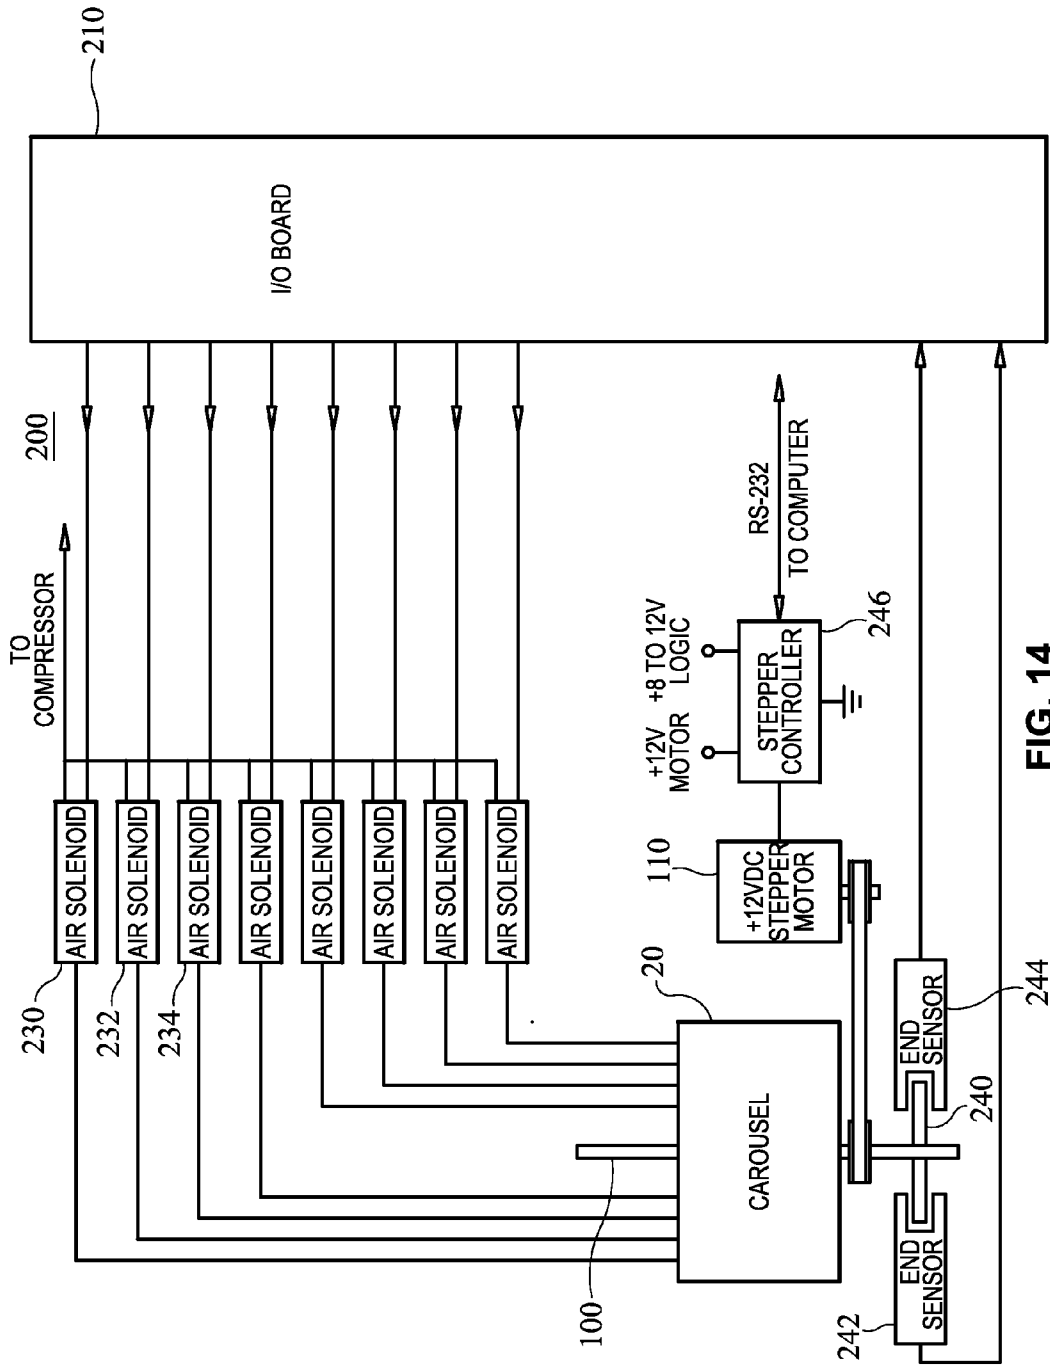 210
I/O BOARD
200
TO
COMPRESSOR
AIR SOLENOID
AIR SOLENOID
AIR SOLENOID
AIR SOLENOID
AIR SOLENOID
AIR SOLENOID
AIR SOLENOID
AIR SOLENOID
230
232
234
RS-232
TO COMPUTER
+12V
MOTOR
+8 TO 12V
LOGIC
STEPPER
CONTROLLER
246
110
+12VDC
STEPPER
MOTOR
20
CAROUSEL
100
END
SENSOR
244
240
END
SENSOR
242
FIG. 14